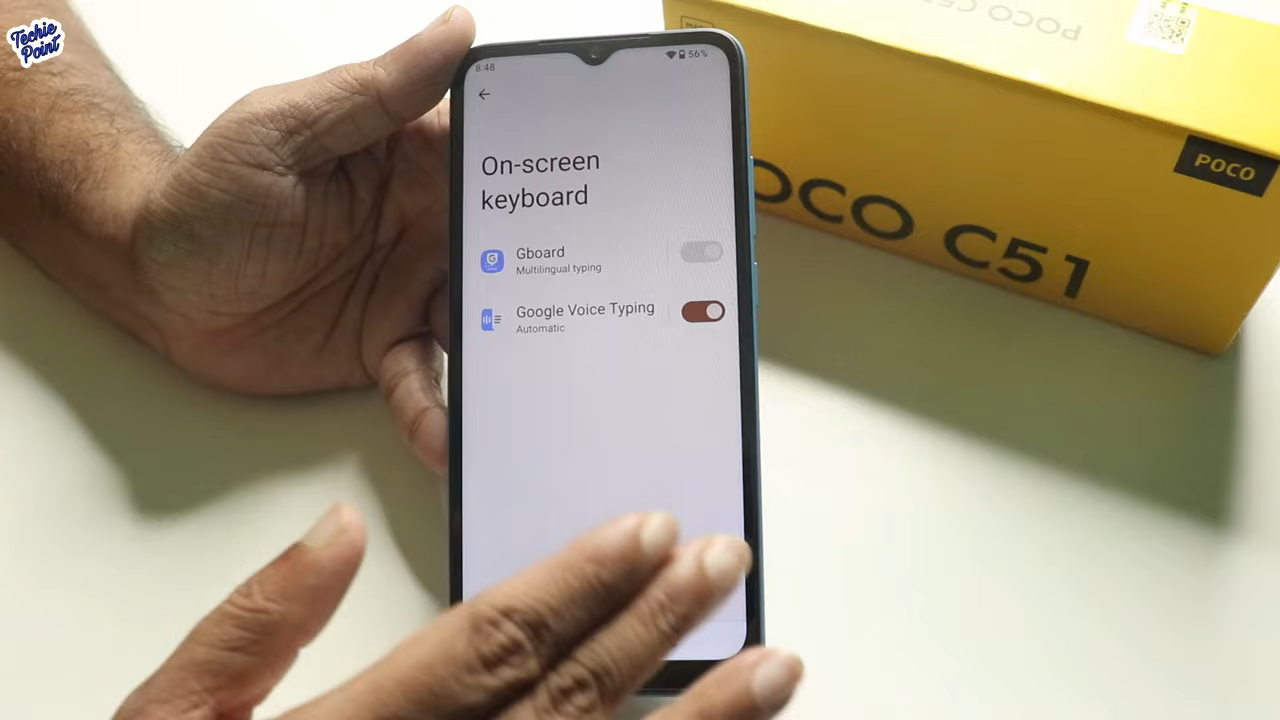 Techie
Point
POCO
POCO C51
8:48
56%
On-screen
keyboard
Gboard
Multilingual typing
Google Voice Typing
Automatic